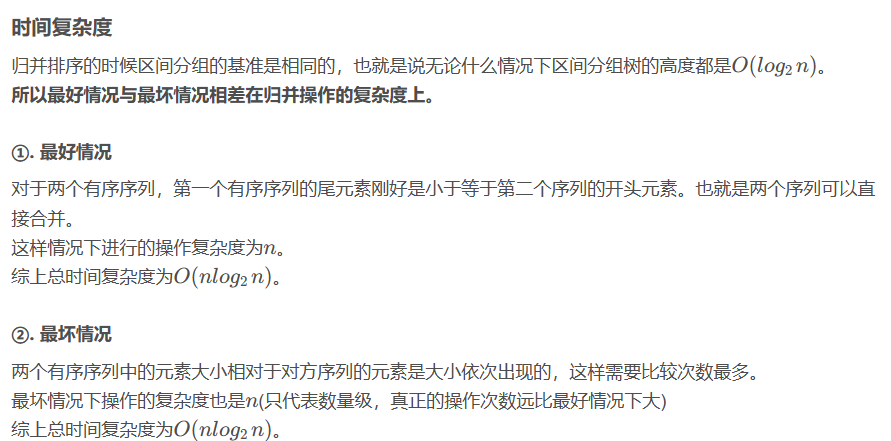 时间复杂度
归并排序的时候区间分组的基准是相同的，也就是说无论什么情况下区间分组树的高度都是O(log₂ n)。
所以最好情况与最坏情况相差在归并操作的复杂度上。
①. 最好情况
对于两个有序序列，第一个有序序列的尾元素刚好是小于等于第二个序列的开头元素。也就是两个序列可以直
接合并。
这样情况下进行的操作复杂度为n。
综上总时间复杂度为O(nlog₂ n)。
②. 最坏情况
两个有序序列中的元素大小相对于对方序列的元素是大小依次出现的，这样需要比较次数最多。
最坏情况下操作的复杂度也是n(只代表数量级，真正的操作次数远比最好情况下大)
综上总时间复杂度为O(nlog₂ n)。